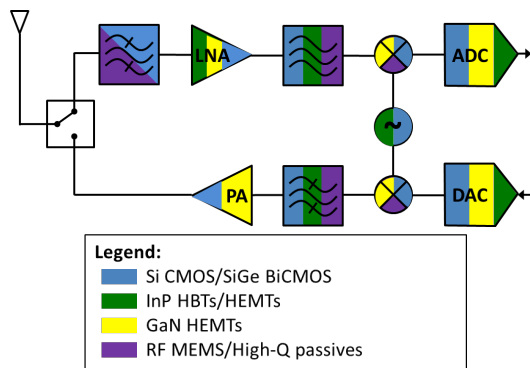 LNA
ADC
~
PA
DAC
Legend:
Si CMOS/SiGe BiCMOS
InP HBTs/HEMTs
GaN HEMTs
RF MEMS/High-Q passives